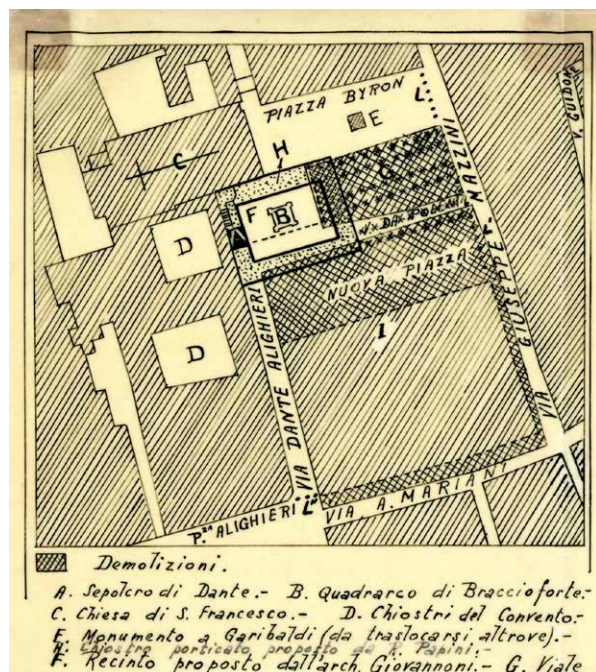 PIAZZA BYRON
L
V. GUIDONI
E
H
C
G
F
B
A
D
NUOVA PIAZZA
L
I
D
VIA DANTE ALIGHIERI
VIA GIUSEPPE MAZZINI
L
P.ZA ALIGHIERI
VIA A. MARIANI
Demolizioni.
A. Sepolcro di Dante.- B. Quadrarco di Braccioforte.-
C. Chiesa di S. Francesco.- D. Chiostri del Convento.-
E. Monumento a Garibaldi (da traslocarsi altrove).-
H. Chiostro porticato proposto da R. Papini.-
F. Recinto proposto dall'arch. Giovannoni.- G. Viale